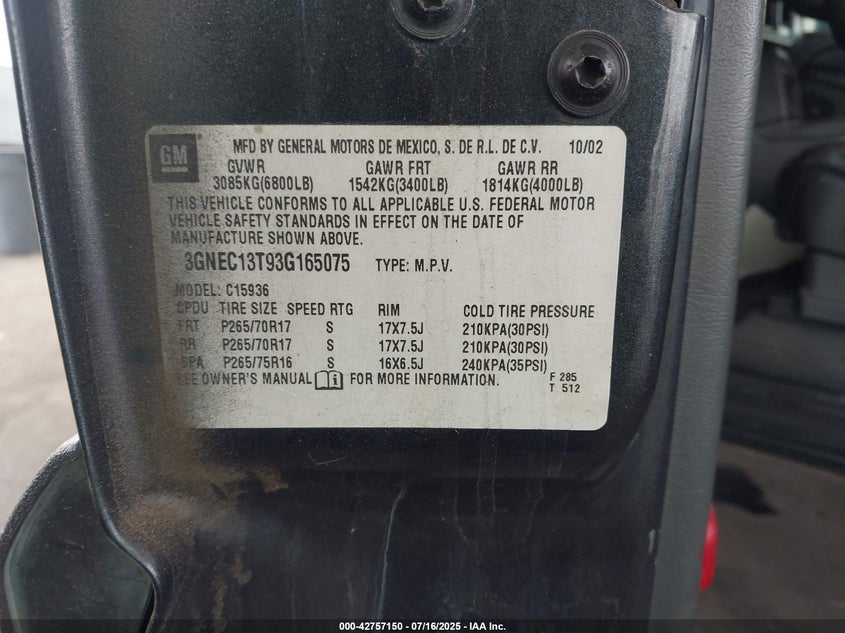 GM
MFD BY GENERAL MOTORS DE MEXICO, S. DE R.L. DE C.V. 10/02
GVWR GAWR FRT GAWR RR
3085KG(6800LB) 1542KG(3400LB) 1814KG(4000LB)
THIS VEHICLE CONFORMS TO ALL APPLICABLE U.S. FEDERAL MOTOR
VEHICLE SAFETY STANDARDS IN EFFECT ON THE DATE OF
MANUFACTURE SHOWN ABOVE.
3GNEC13T93G165075 TYPE: M.P.V.
MODEL: C15936
CPDU TIRE SIZE SPEED RTG RIM COLD TIRE PRESSURE
FRT P265/70R17 S 17X7.5J 210KPA(30PSI)
RR P265/70R17 S 17X7.5J 210KPA(30PSI)
SPA P265/75R16 S 16X6.5J 240KPA(35PSI)
SEE OWNER'S MANUAL FOR MORE INFORMATION.
F 285
T 512
000-42757150 - 07/16/2025 - IAA Inc.